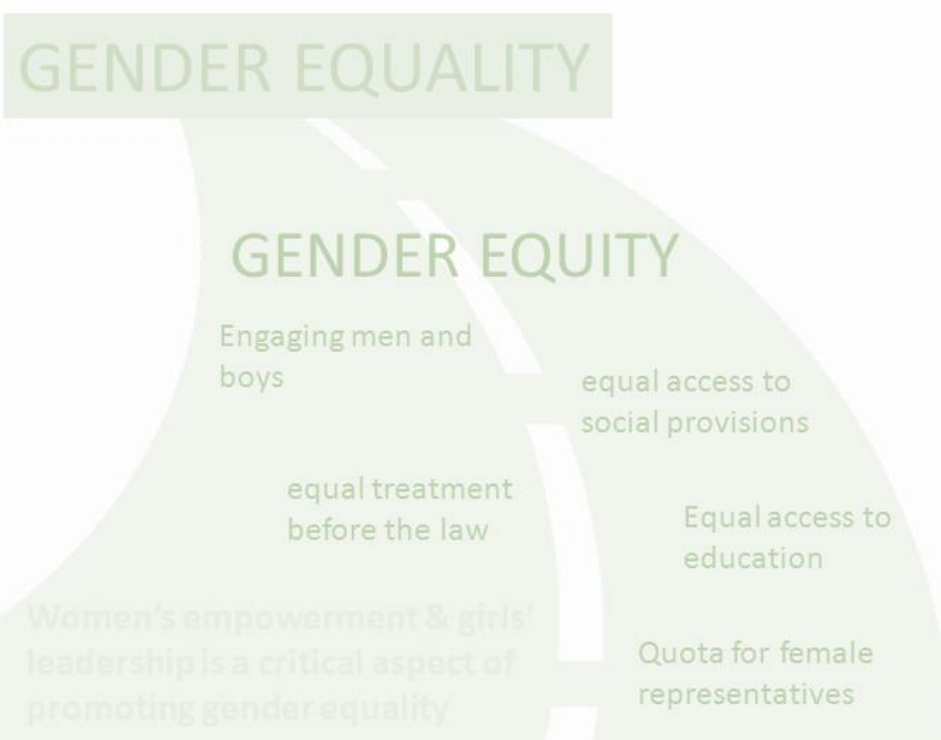 GENDER EQUALITY
GENDER EQUITY
Engaging men and
boys
equal access to
social provisions
equal treatment
before the law
Equal access to
education
Women's empowerment & girls'
leadership is a critical aspect of
promoting gender equality
Quota for female
representatives